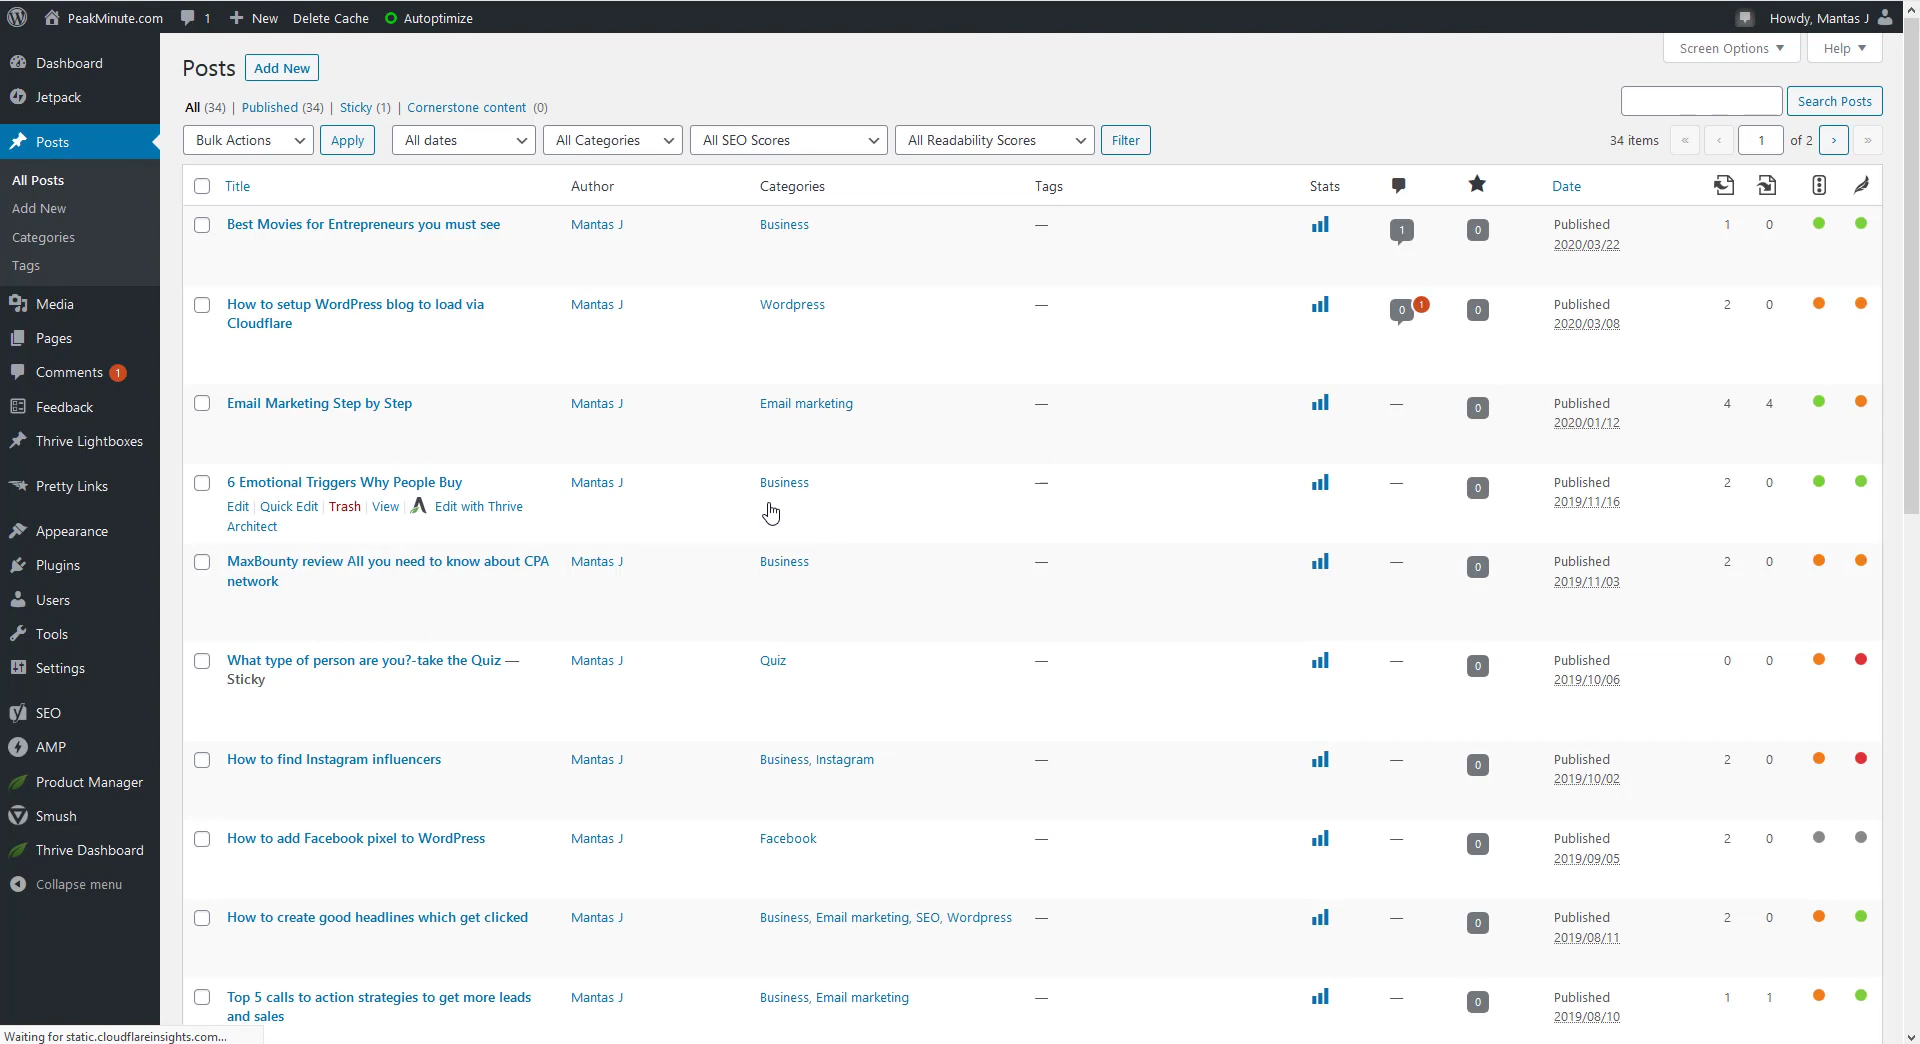 PeakMinute.com 1 New Delete Cache Autoptimize Howdy, Mantas J
Dashboard
Jetpack
Posts
All Posts
Add New
Categories
Tags
Media
Pages
Comments 1
Feedback
Thrive Lightboxes
Pretty Links
Appearance
Plugins
Users
Tools
Settings
SEO
AMP
Product Manager
Smush
Thrive Dashboard
Collapse menu
Screen Options Help
Posts Add New
All (34) | Published (34) | Sticky (1) | Cornerstone content (0)
Search Posts
Bulk Actions Apply All dates All Categories All SEO Scores All Readability Scores Filter 34 items « ‹ 1 of 2 › »
Title Author Categories Tags Stats Date
Best Movies for Entrepreneurs you must see Mantas J Business — 1 0 Published 1 0
2020/03/22
How to setup WordPress blog to load via Mantas J Wordpress — 0 1 0 Published 2 0
Cloudflare 2020/03/08
Email Marketing Step by Step Mantas J Email marketing — — 0 Published 4 4
2020/01/12
6 Emotional Triggers Why People Buy Mantas J Business — — 0 Published 2 0
Edit | Quick Edit | Trash | View | Edit with Thrive 2019/11/16
Architect
MaxBounty review All you need to know about CPA Mantas J Business — — 0 Published 2 0
network 2019/11/03
What type of person are you?-take the Quiz — Mantas J Quiz — — 0 Published 0 0
Sticky 2019/10/06
How to find Instagram influencers Mantas J Business, Instagram — — 0 Published 2 0
2019/10/02
How to add Facebook pixel to WordPress Mantas J Facebook — — 0 Published 2 0
2019/09/05
How to create good headlines which get clicked Mantas J Business, Email marketing, SEO, Wordpress — — 0 Published 2 0
2019/08/11
Top 5 calls to action strategies to get more leads Mantas J Business, Email marketing — — 0 Published 1 1
and sales 2019/08/10
Waiting for static.cloudflareinsights.com...